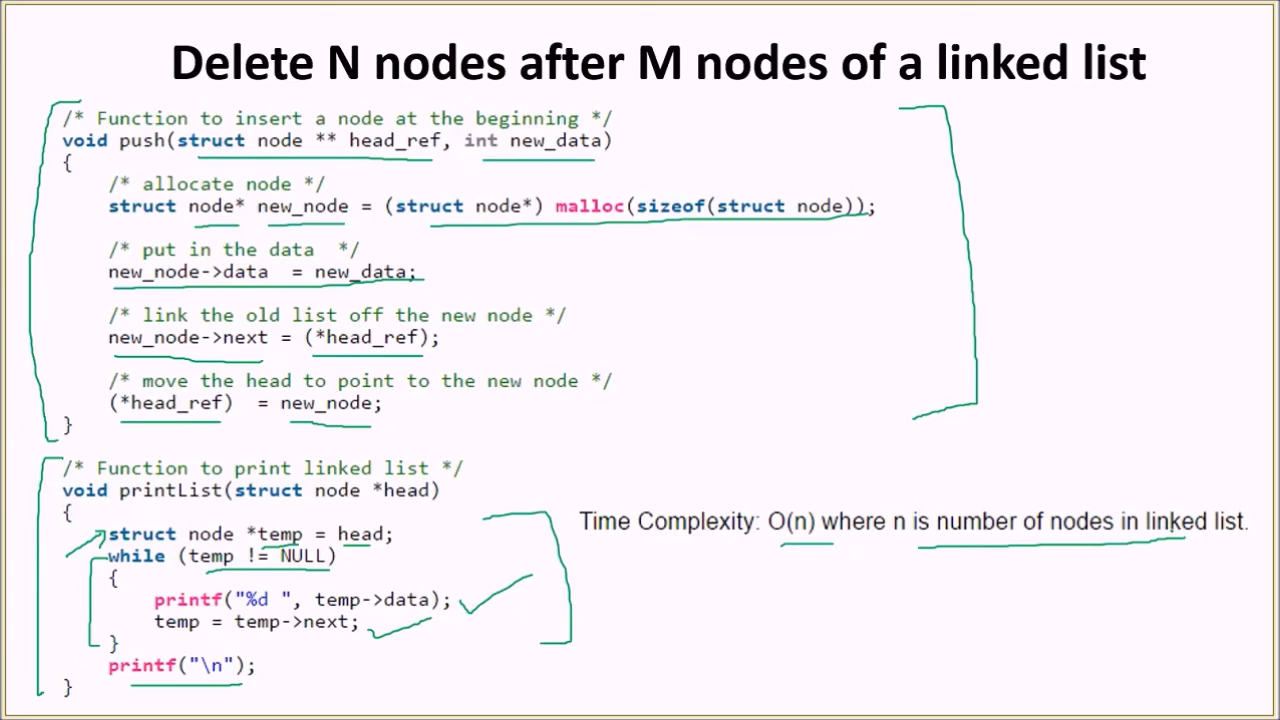 Delete N nodes after M nodes of a linked list
/* Function to insert a node at the beginning */
void push(struct node ** head_ref, int new_data)
{
/* allocate node */
struct node* new_node = (struct node*) malloc(sizeof(struct node));
/* put in the data  */
new_node->data  = new_data;
/* link the old list off the new node */
new_node->next = (*head_ref);
/* move the head to point to the new node */
(*head_ref)  = new_node;
}
/* Function to print linked list */
void printList(struct node *head)
{
struct node *temp = head;
while (temp != NULL)
{
printf("%d ", temp->data);
temp = temp->next;
}
printf("\n");
}
Time Complexity: O(n) where n is number of nodes in linked list.